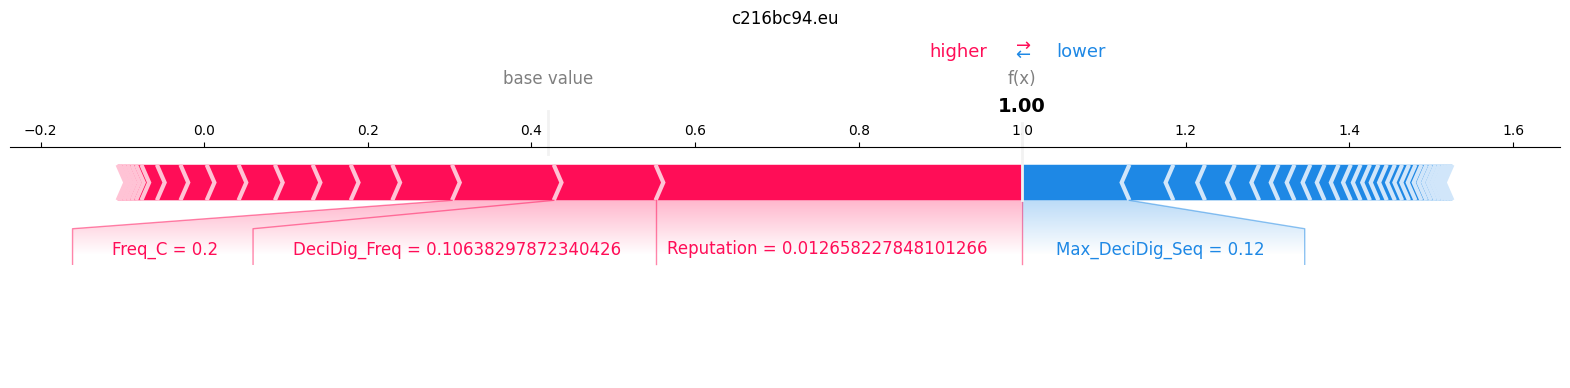 c216bc94.eu
higher ⇄ lower
base value f(x)
1.00
−0.2 0.0 0.2 0.4 0.6 0.8 1.0 1.2 1.4 1.6
Freq_C = 0.2 DeciDig_Freq = 0.10638297872340426 Reputation = 0.012658227848101266 Max_DeciDig_Seq = 0.12